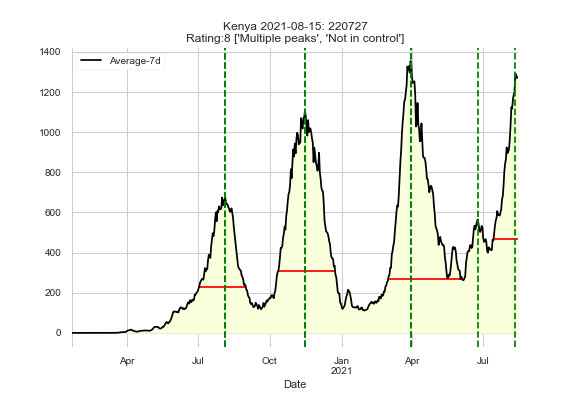 Kenya 2021-08-15: 220727
Rating:8 ['Multiple peaks', 'Not in control']
1400
Average-7d
1200
1000
800
600
400
200
0
Apr Jul Oct Jan Apr Jul
2021
Date